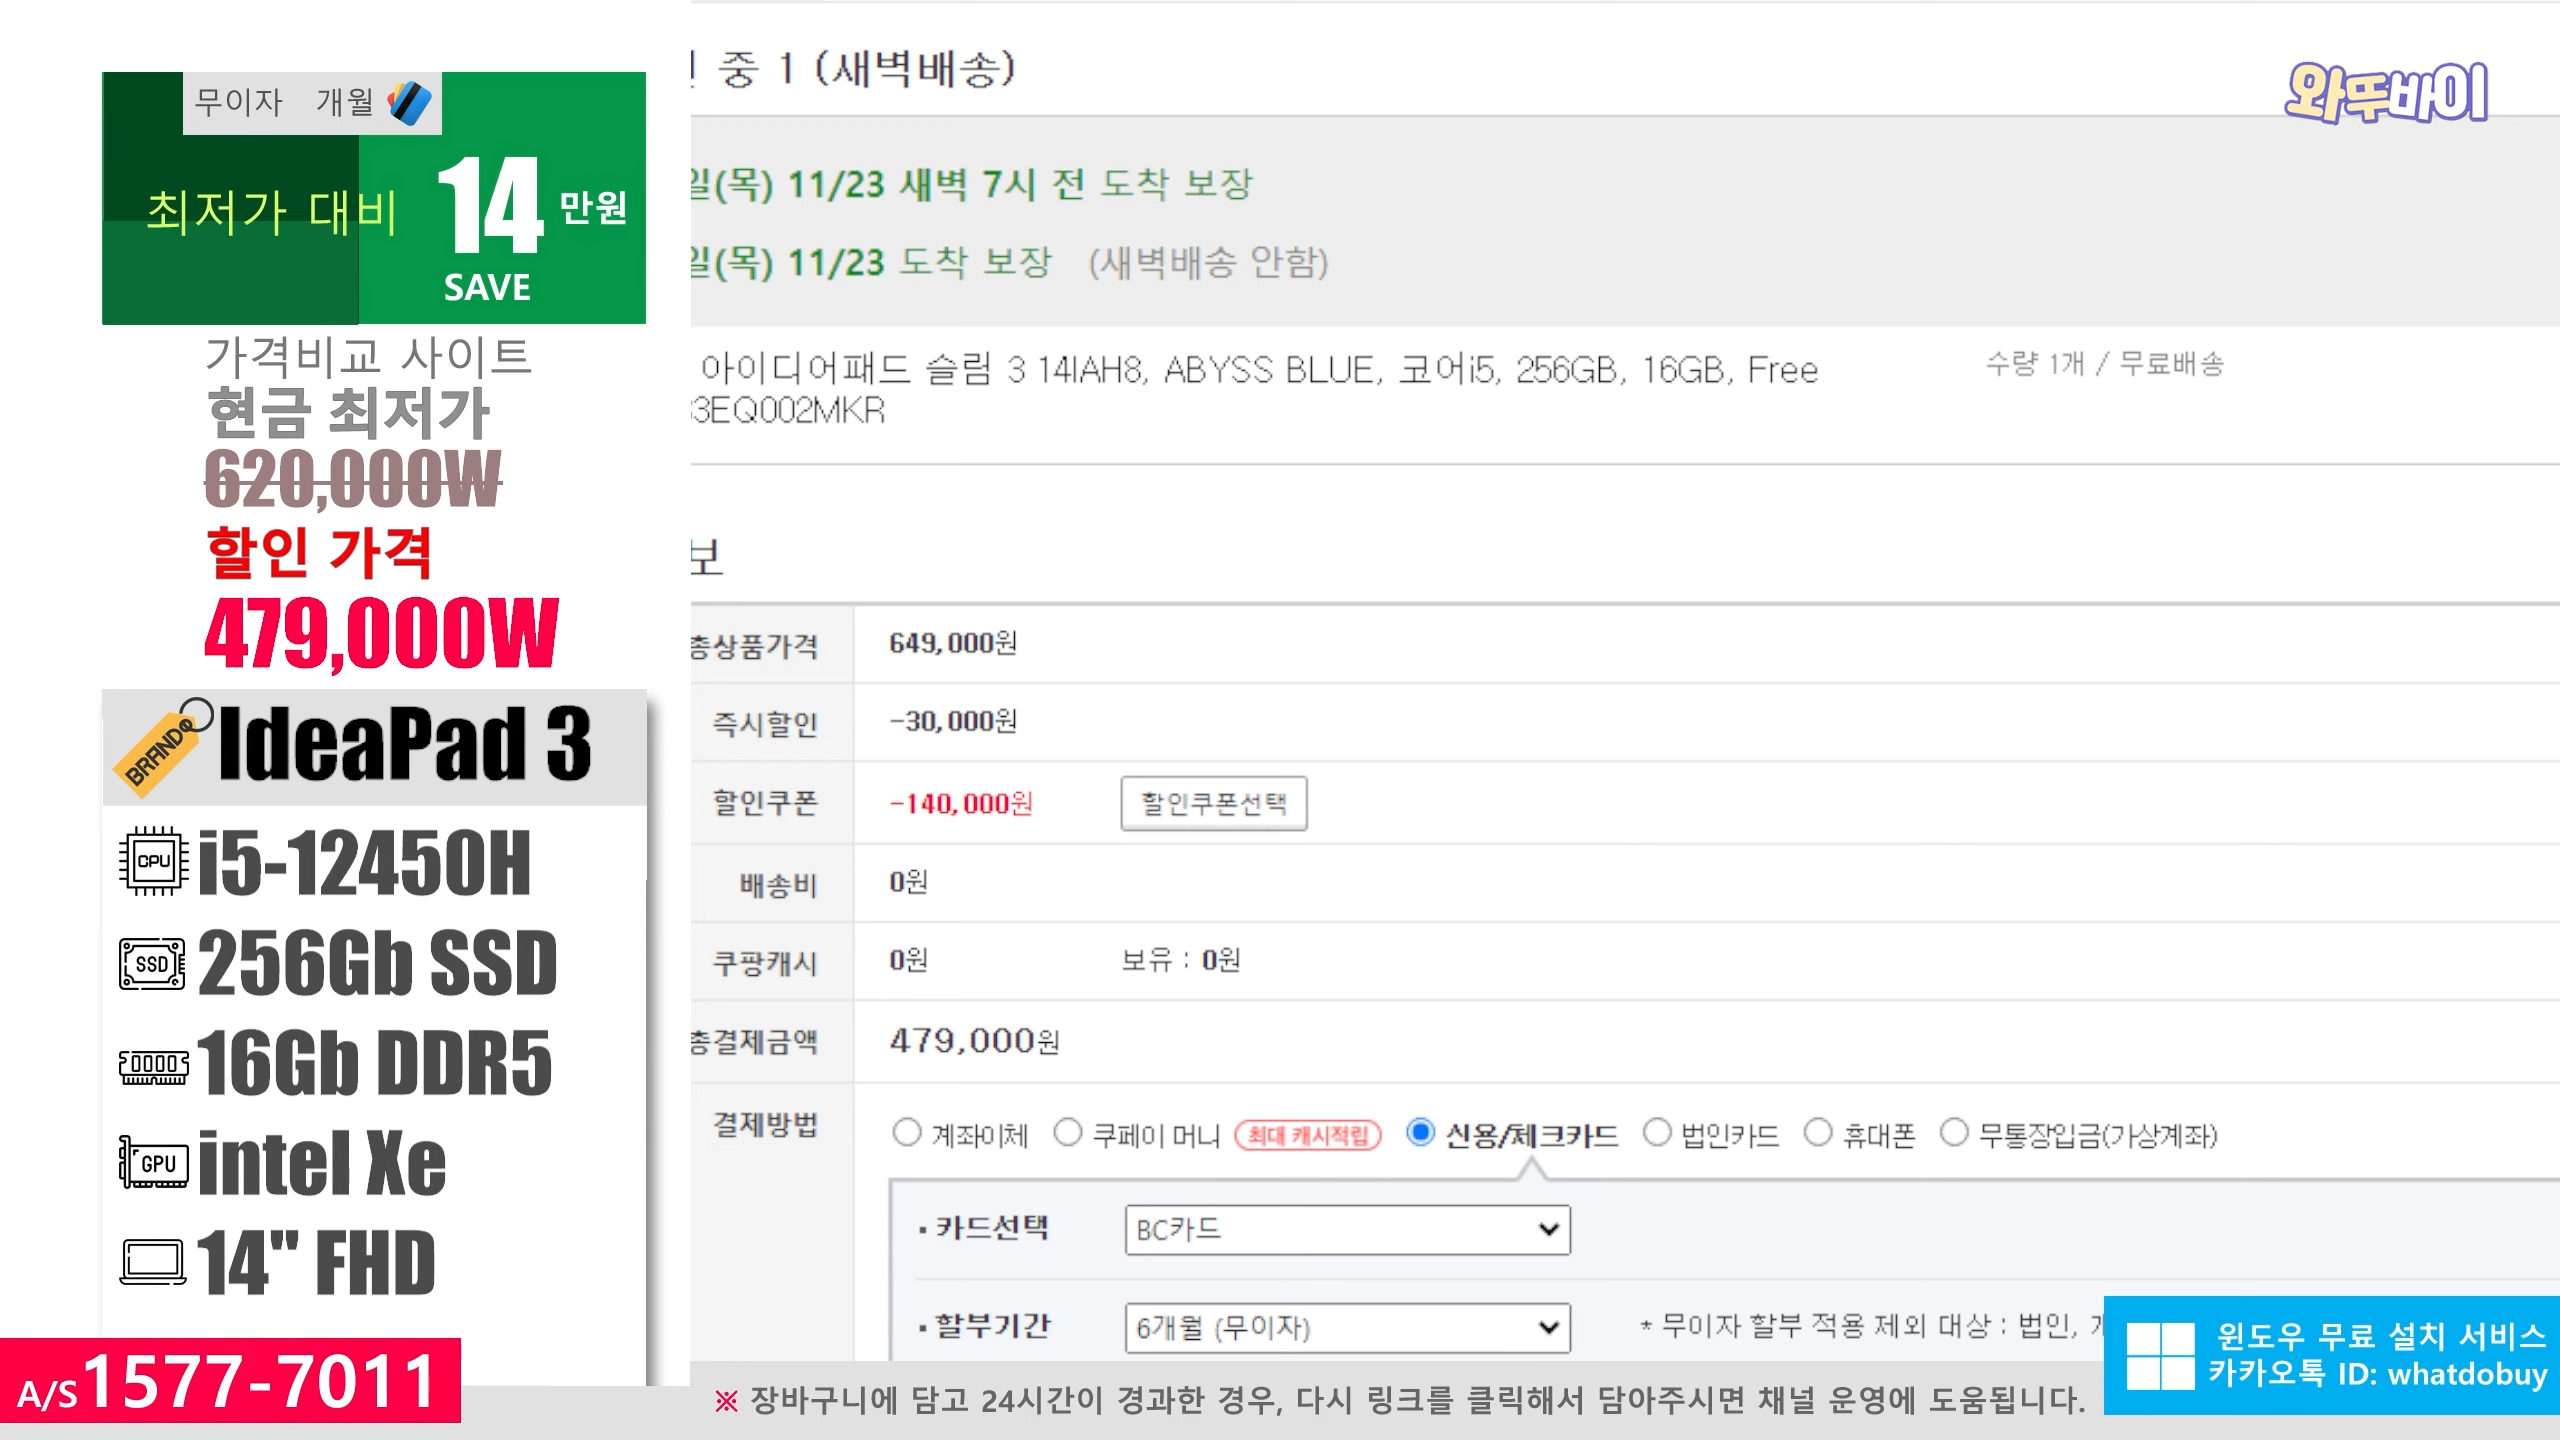 무이자 개월
최저가 대비 14 만원
SAVE
가격비교 사이트
현금 최저가
620,000W
할인 가격
479,000W
BRAND
IdeaPad 3
CPU i5-12450H
SSD 256Gb SSD
16Gb DDR5
GPU intel Xe
14" FHD
A/S 1577-7011
중 1 (새벽배송)
와뚜바이
일(목) 11/23 새벽 7시 전 도착 보장
일(목) 11/23 도착 보장 (새벽배송 안함)
아이디어패드 슬림 3 14IAH8, ABYSS BLUE, 코어i5, 256GB, 16GB, Free
수량 1개 / 무료배송
3EQ002MKR
보
총상품가격 649,000원
즉시할인 -30,000원
할인쿠폰 -140,000원 할인쿠폰선택
배송비 0원
쿠팡캐시 0원 보유 : 0원
총결제금액 479,000원
결제방법 계좌이체 쿠페이 머니 최대 캐시적립 신용/체크카드 법인카드 휴대폰 무통장입금(가상계좌)
카드선택 BC카드
할부기간 6개월 (무이자) * 무이자 할부 적용 제외 대상 : 법인,
※ 장바구니에 담고 24시간이 경과한 경우, 다시 링크를 클릭해서 담아주시면 채널 운영에 도움됩니다.
윈도우 무료 설치 서비스
카카오톡 ID: whatdobuy